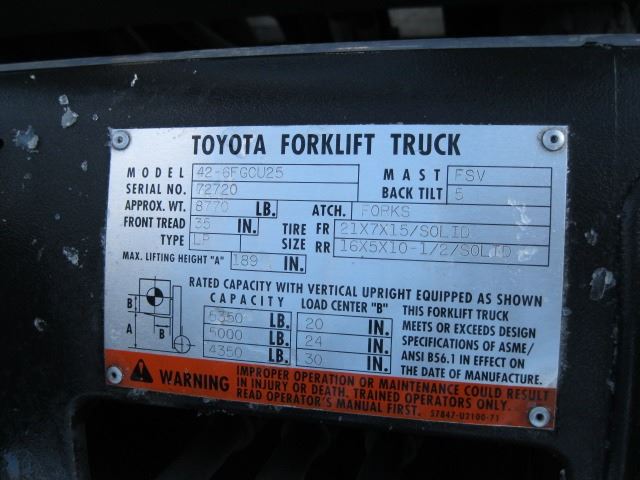 TOYOTA FORKLIFT TRUCK
MODEL 42-6FGCU25 MAST FSV
SERIAL NO. 72720 BACK TILT 5
APPROX. WT. 8770 LB. ATCH. FORKS
FRONT TREAD 35 IN. TIRE SIZE FR 21X7X15/SOLID
TYPE LP RR 16X5X10-1/2/SOLID
MAX. LIFTING HEIGHT "A" 189 IN.
RATED CAPACITY WITH VERTICAL UPRIGHT EQUIPPED AS SHOWN
CAPACITY LOAD CENTER "B" THIS FORKLIFT TRUCK
B 5350 LB. 20 IN. MEETS OR EXCEEDS DESIGN
A B 5000 LB. 24 IN. SPECIFICATIONS OF ASME/
4350 LB. 30 IN. ANSI B56.1 IN EFFECT ON
THE DATE OF MANUFACTURE.
WARNING IMPROPER OPERATION OR MAINTENANCE COULD RESULT
IN INJURY OR DEATH. TRAINED OPERATORS ONLY.
READ OPERATOR'S MANUAL FIRST. 57847-U2100-71